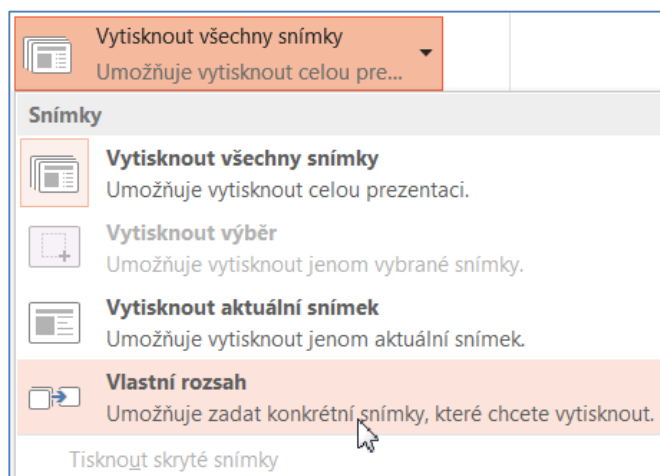 Vytisknout všechny snímky
Umožňuje vytisknout celou pre...
Snímky
Vytisknout všechny snímky
Umožňuje vytisknout celou prezentaci.
Vytisknout výběr
Umožňuje vytisknout jenom vybrané snímky.
Vytisknout aktuální snímek
Umožňuje vytisknout jenom aktuální snímek.
Vlastní rozsah
Umožňuje zadat konkrétní snímky, které chcete vytisknout.
Tisknout skryté snímky